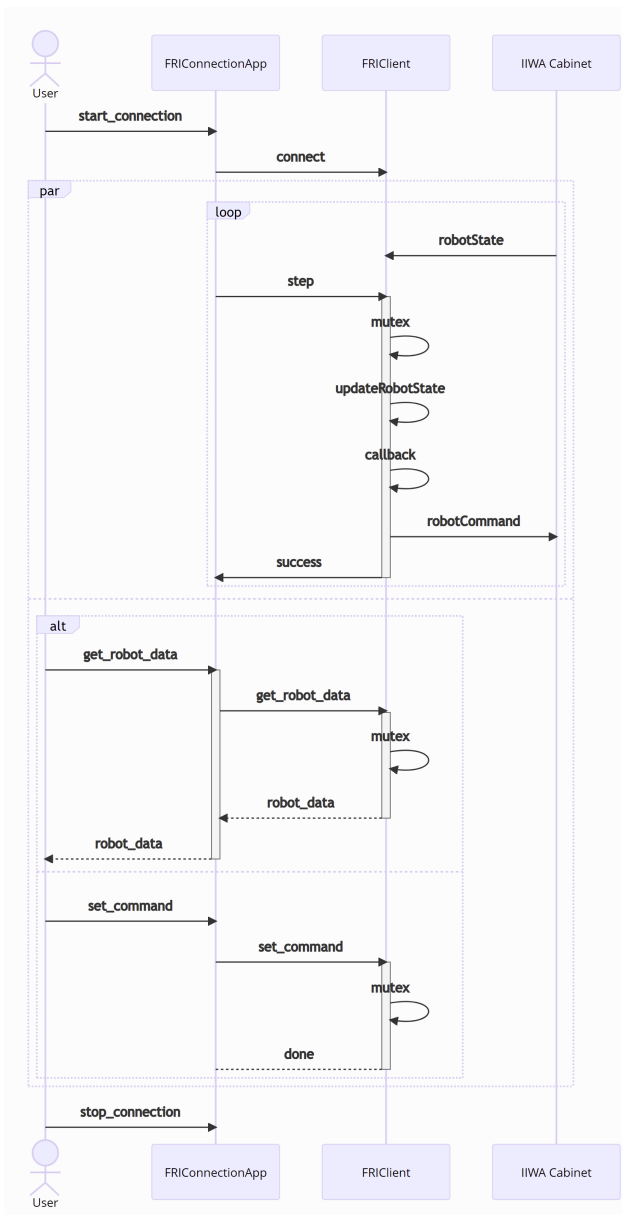 FRIConnectionApp FRIClient IIWA Cabinet
User
start_connection
connect
par
loop
robotState
step
mutex
updateRobotState
callback
robotCommand
success
alt
get_robot_data
get_robot_data
mutex
robot_data
robot_data
set_command
set_command
mutex
done
stop_connection
FRIConnectionApp FRIClient IIWA Cabinet
User